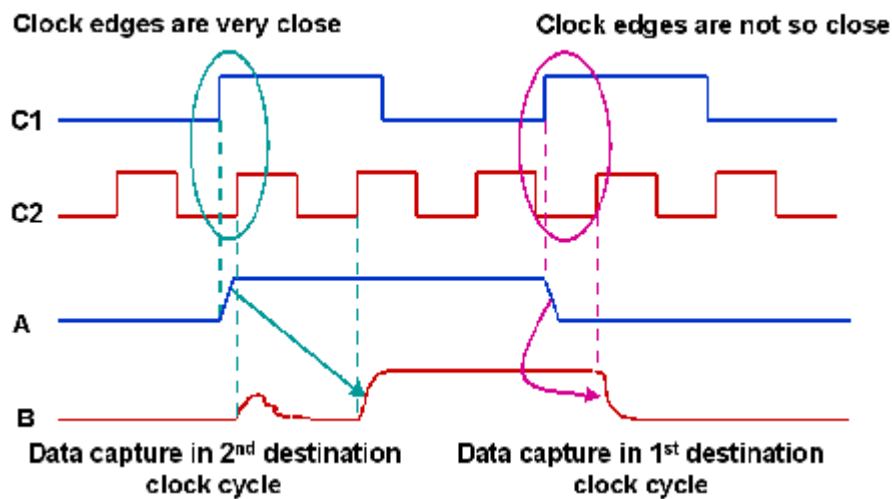 Clock edges are very close
Clock edges are not so close
C1
C2
A
B
Data capture in 2nd destination
clock cycle
Data capture in 1st destination
clock cycle